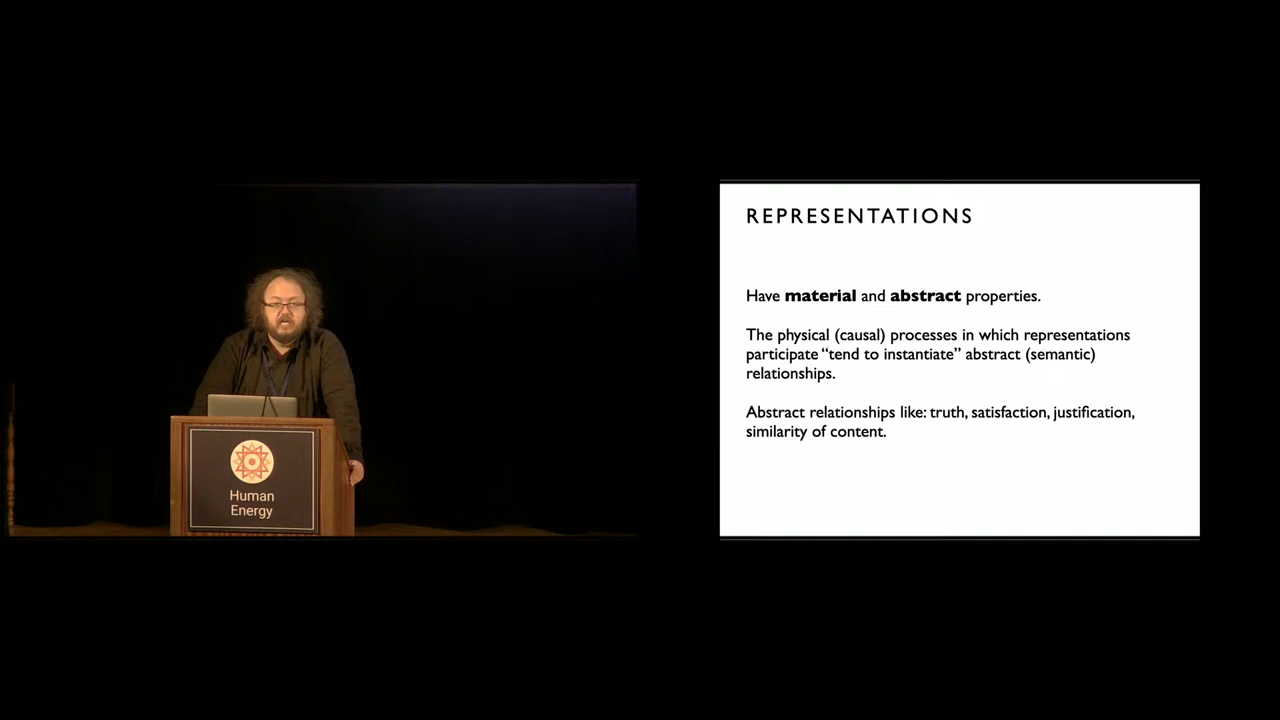 REPRESENTATIONS
Have material and abstract properties.
The physical (causal) processes in which representations
participate “tend to instantiate” abstract (semantic)
relationships.
Abstract relationships like: truth, satisfaction, justification,
similarity of content.
Human
Energy